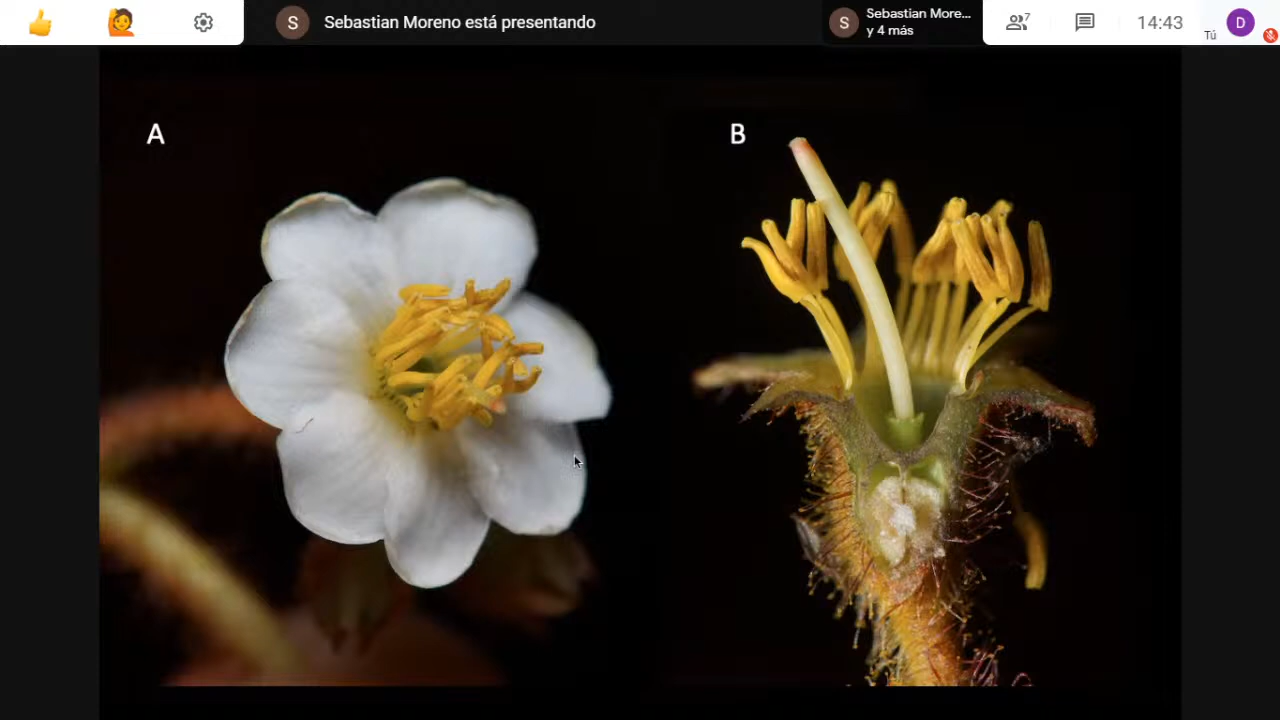 Sebastian Moreno está presentando
S
S
Sebastian More...
y 4 más
7
14:43
Tú
D
A
B